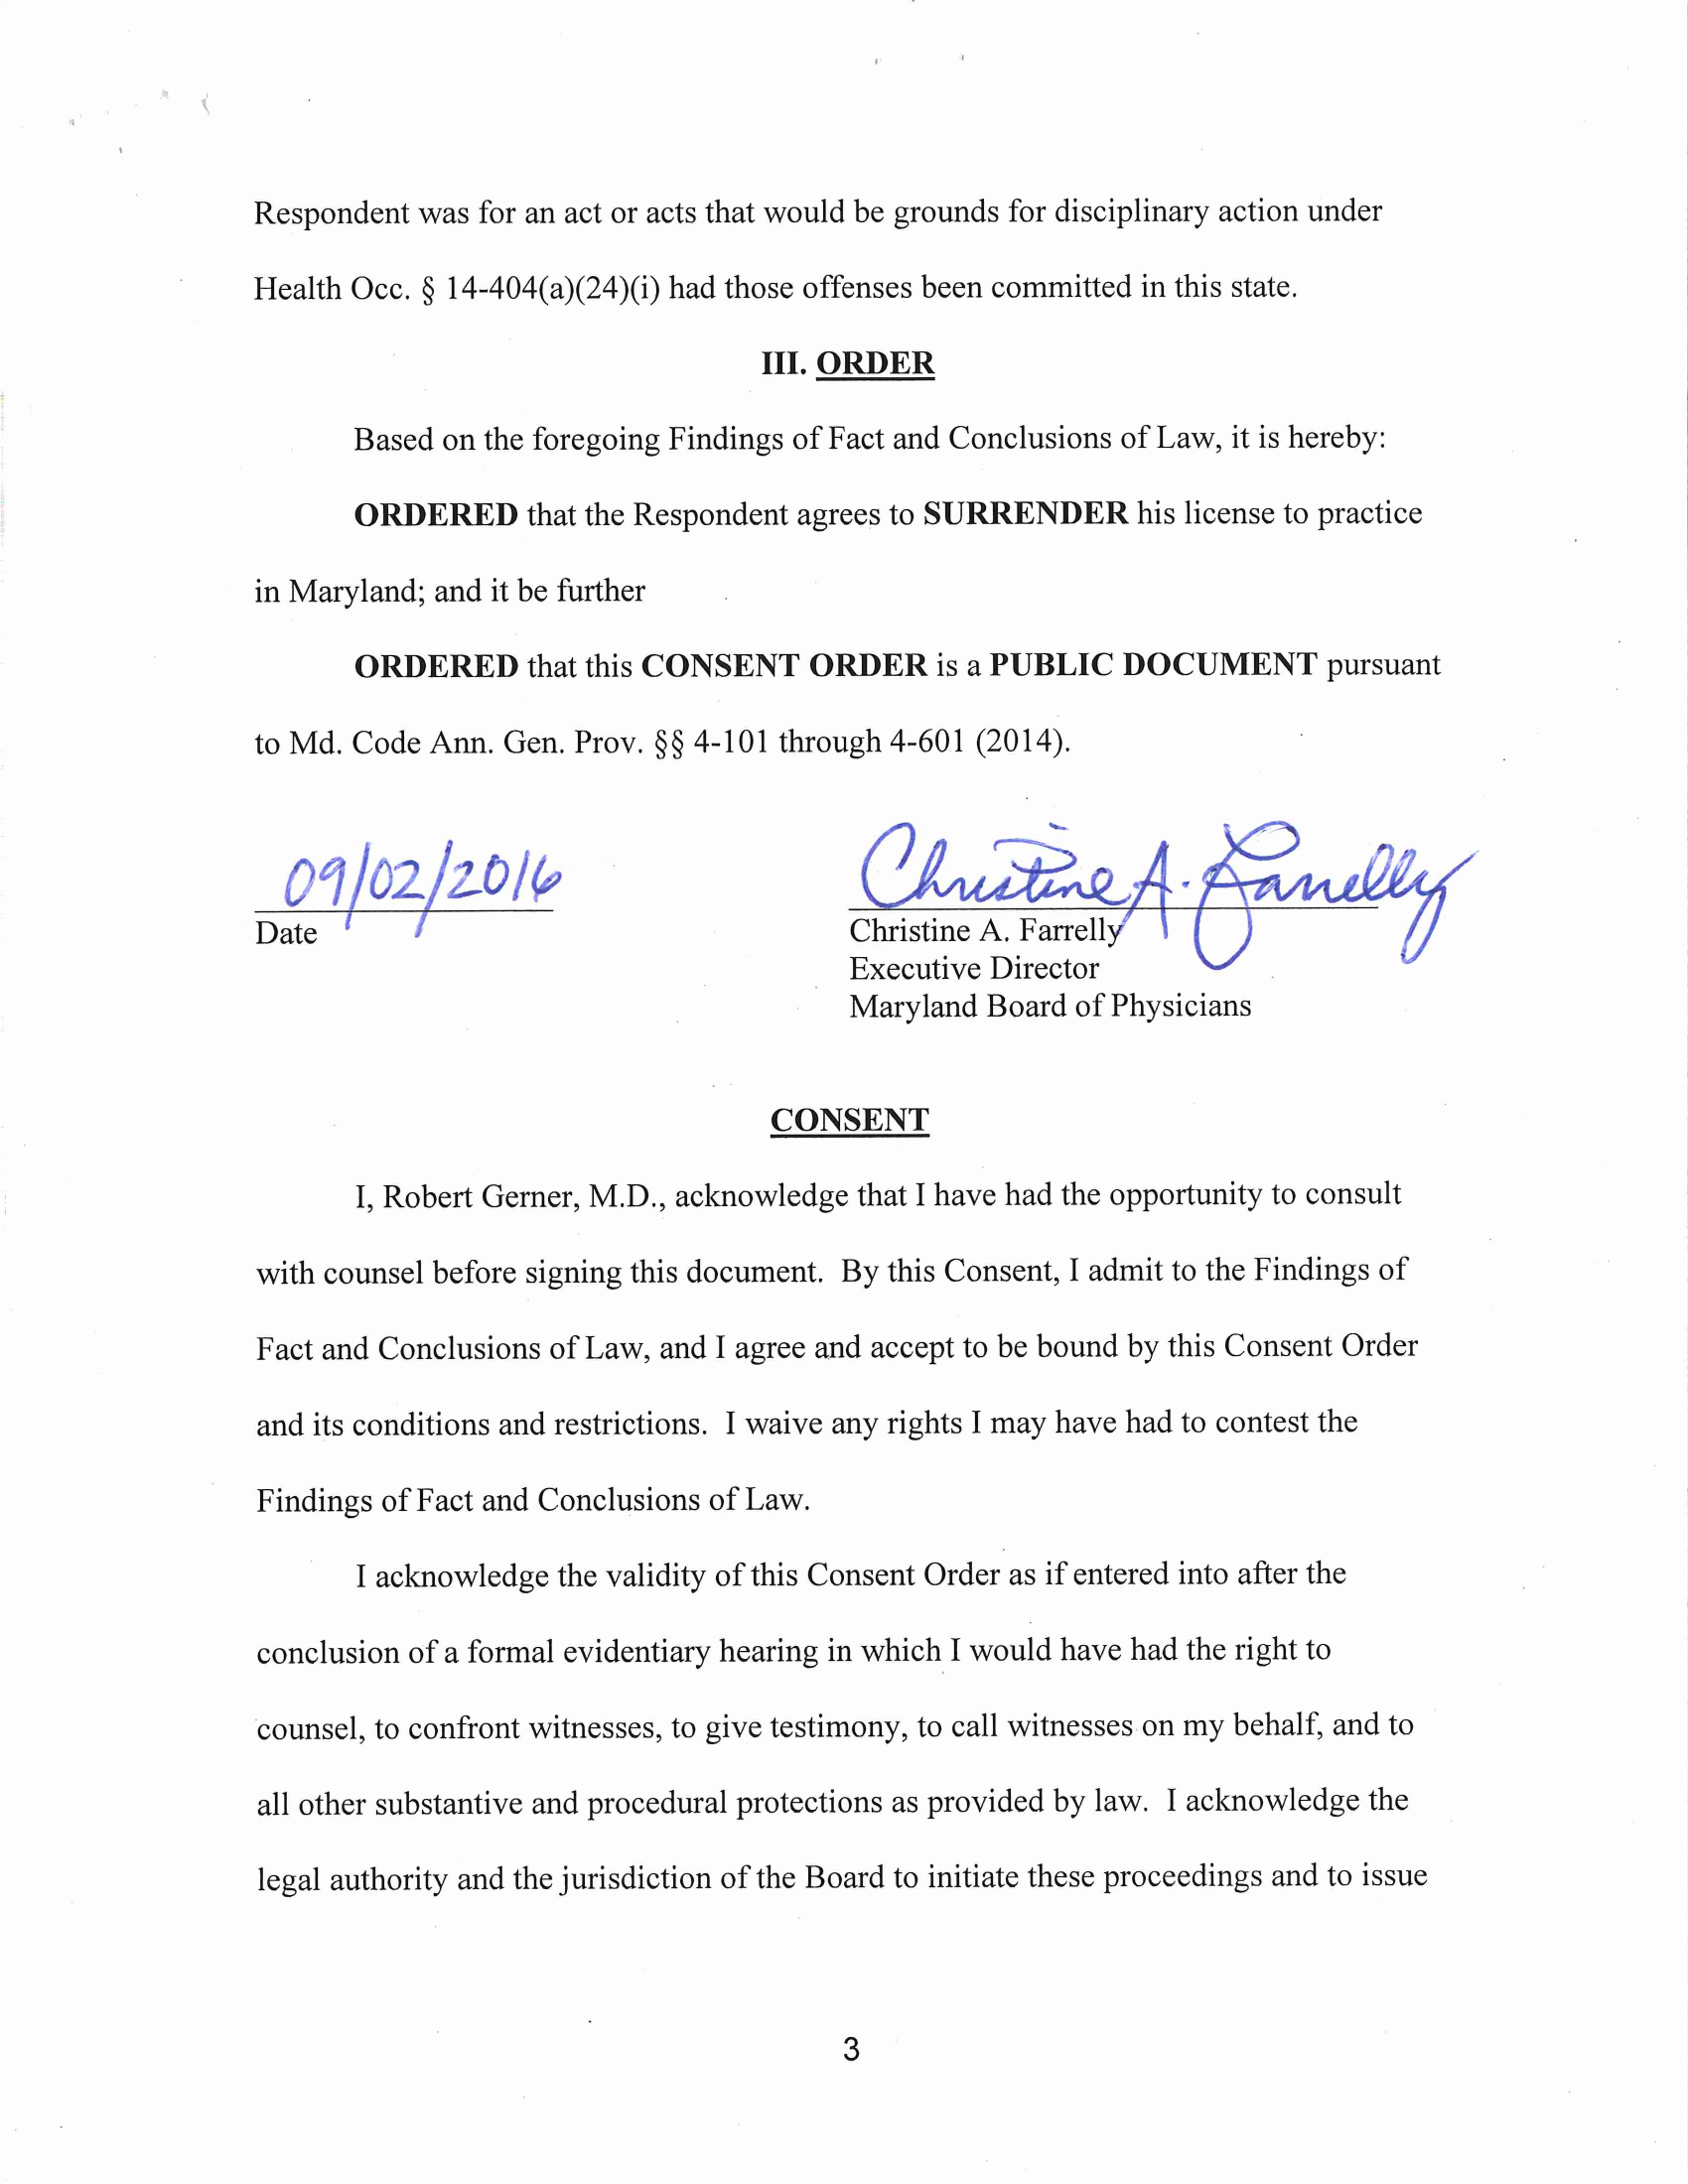 Respondent was for an act or acts that would be grounds for disciplinary action under
Health Occ. § 14-404(a)(24)(i) had those offenses been committed in this state.
III. ORDER
Based on the foregoing Findings of Fact and Conclusions of Law, it is hereby:
ORDERED that the Respondent agrees to SURRENDER his license to practice
in Maryland; and it be further
ORDERED that this CONSENT ORDER is a PUBLIC DOCUMENT pursuant
to Md. Code Ann. Gen. Prov. §§ 4-101 through 4-601 (2014).
09/02/2016
Date
Christine A. Farrelly
Christine A. Farrelly
Executive Director
Maryland Board of Physicians
CONSENT
I, Robert Gerner, M.D., acknowledge that I have had the opportunity to consult
with counsel before signing this document. By this Consent, I admit to the Findings of
Fact and Conclusions of Law, and I agree and accept to be bound by this Consent Order
and its conditions and restrictions. I waive any rights I may have had to contest the
Findings of Fact and Conclusions of Law.
I acknowledge the validity of this Consent Order as if entered into after the
conclusion of a formal evidentiary hearing in which I would have had the right to
counsel, to confront witnesses, to give testimony, to call witnesses on my behalf, and to
all other substantive and procedural protections as provided by law. I acknowledge the
legal authority and the jurisdiction of the Board to initiate these proceedings and to issue
3